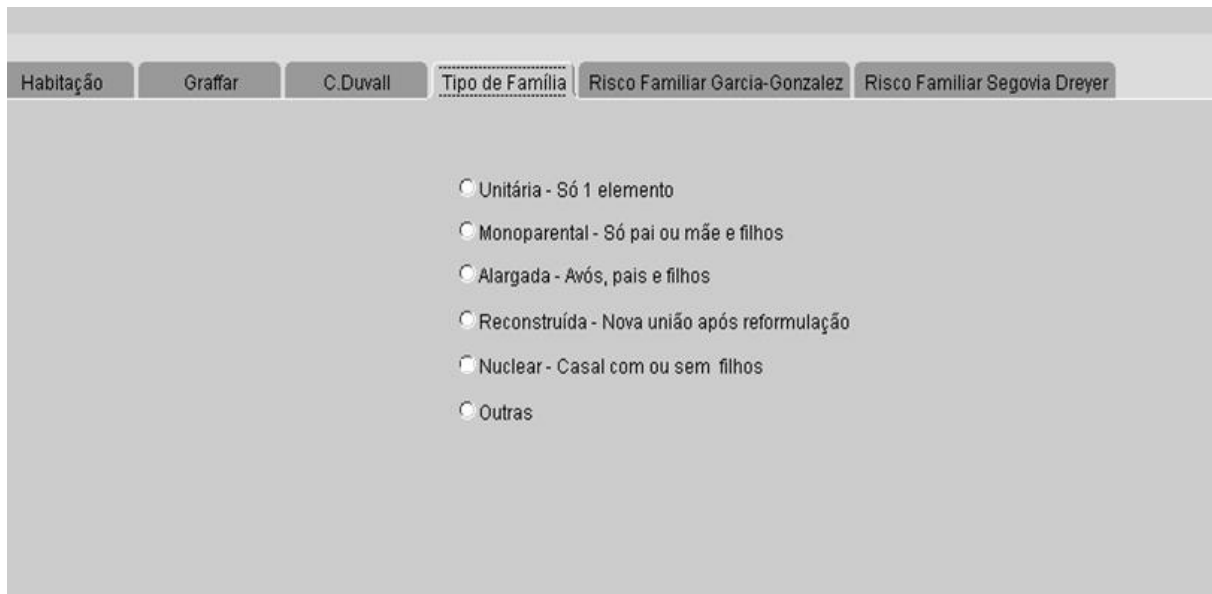 Habitação Graffar C.Duvall Tipo de Família Risco Familiar Garcia-Gonzalez Risco Familiar Segovia Dreyer
Unitária - Só 1 elemento
Monoparental - Só pai ou mãe e filhos
Alargada - Avós, pais e filhos
Reconstruída - Nova união após reformulação
Nuclear - Casal com ou sem filhos
Outras